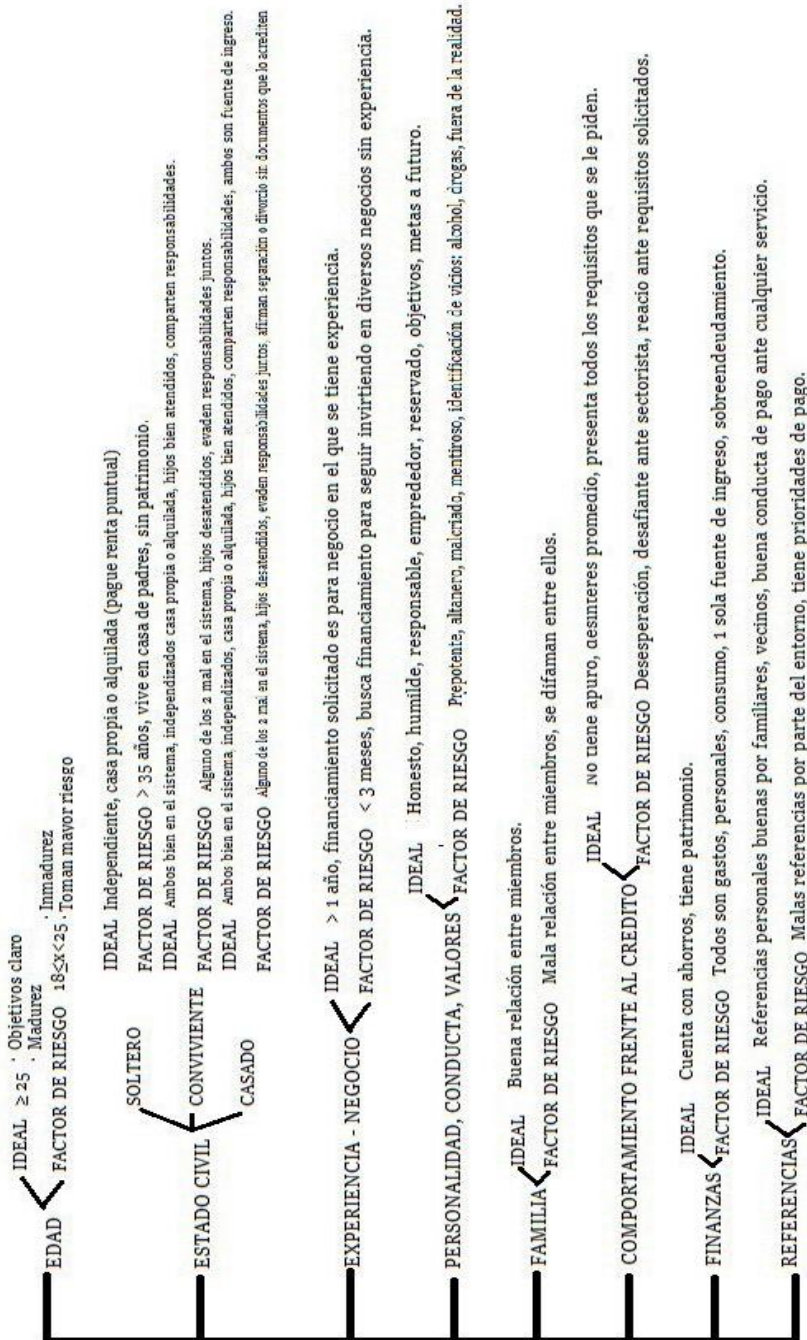 EDAD
IDEAL ≥ 25 · Objetivos claro
· Madurez
FACTOR DE RIESGO 18≤x<25 · Inmadurez
· Toman mayor riesgo
ESTADO CIVIL
SOLTERO
IDEAL Independiente, casa propia o alquilada (pague renta puntual)
FACTOR DE RIESGO > 35 años, vive en casa de padres, sin patrimonio.
CONVIVIENTE
IDEAL Ambos bien en el sistema, independizados casa propia o alquilada, hijos bien atendidos, comparten responsabilidades.
FACTOR DE RIESGO Alguno de los 2 mal en el sistema, hijos desatendidos, evaden responsabilidades juntos.
CASADO
IDEAL Ambos bien en el sistema, independizados, casa propia o alquilada, hijos bien atendidos, comparten responsabilidades, ambos son fuente de ingreso.
FACTOR DE RIESGO Alguno de los 2 mal en el sistema, hijos desatendidos, evaden responsabilidades juntos, afirman separación o divorcio sin documentos que lo acrediten
EXPERIENCIA - NEGOCIO
IDEAL > 1 año, financiamiento solicitado es para negocio en el que se tiene experiencia.
FACTOR DE RIESGO < 3 meses, busca financiamiento para seguir invirtiendo en diversos negocios sin experiencia.
PERSONALIDAD, CONDUCTA, VALORES
IDEAL Honesto, humilde, responsable, emprededor, reservado, objetivos, metas a futuro.
FACTOR DE RIESGO Prepotente, altanero, malcriado, mentiroso, identificación de vicios: alcohol, drogas, fuera de la realidad.
FAMILIA
IDEAL Buena relación entre miembros.
FACTOR DE RIESGO Mala relación entre miembros, se difaman entre ellos.
COMPORTAMIENTO FRENTE AL CREDITO
IDEAL No tiene apuro, desinteres promedio, presenta todos los requisitos que se le piden.
FACTOR DE RIESGO Desesperación, desafiante ante sectorista, reacio ante requisitos solicitados.
FINANZAS
IDEAL Cuenta con ahorros, tiene patrimonio.
FACTOR DE RIESGO Todos son gastos, personales, consumo, 1 sola fuente de ingreso, sobreendeudamiento.
REFERENCIAS
IDEAL Referencias personales buenas por familiares, vecinos, buena conducta de pago ante cualquier servicio.
FACTOR DE RIESGO Malas referencias por parte del entorno, tiene prioridades de pago.